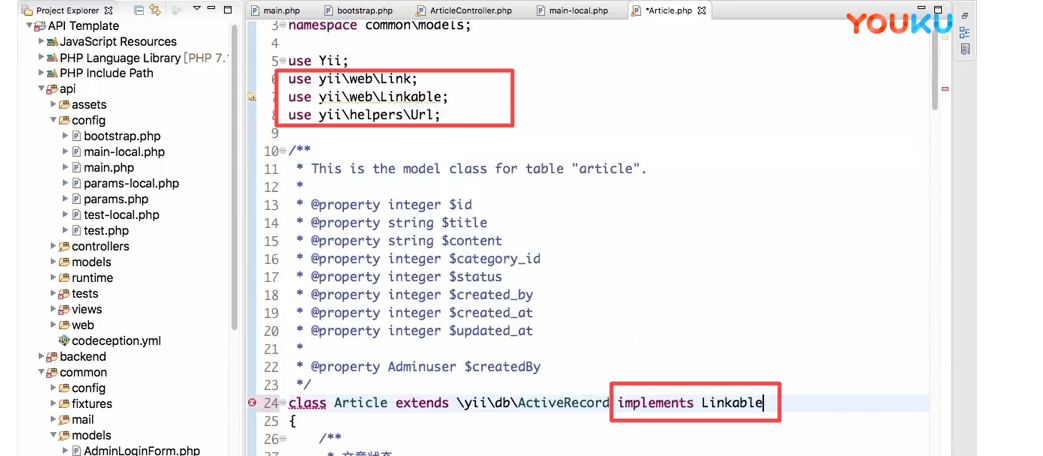 Project Explorer
API Template
JavaScript Resources
PHP Language Library [PHP 7.
PHP Include Path
api
assets
config
bootstrap.php
main-local.php
main.php
params-local.php
params.php
test-local.php
test.php
controllers
models
runtime
tests
views
web
codeception.yml
backend
common
config
fixtures
mail
models
AdminLoginForm.php
main.php
bootstrap.php
ArticleController.php
main-local.php
*Article.php
YOUKU
3 namespace common\models;
4
5 use Yii;
6 use yii\web\Link;
7 use yii\web\Linkable;
8 use yii\helpers\Url;
9
10 /**
11 * This is the model class for table "article".
12 *
13 * @property integer $id
14 * @property string $title
15 * @property string $content
16 * @property integer $category_id
17 * @property integer $status
18 * @property integer $created_by
19 * @property integer $created_at
20 * @property integer $updated_at
21 *
22 * @property Adminuser $createdBy
23 */
24 class Article extends \yii\db\ActiveRecord implements Linkable
25 {
26 /**
27 * 文章状态